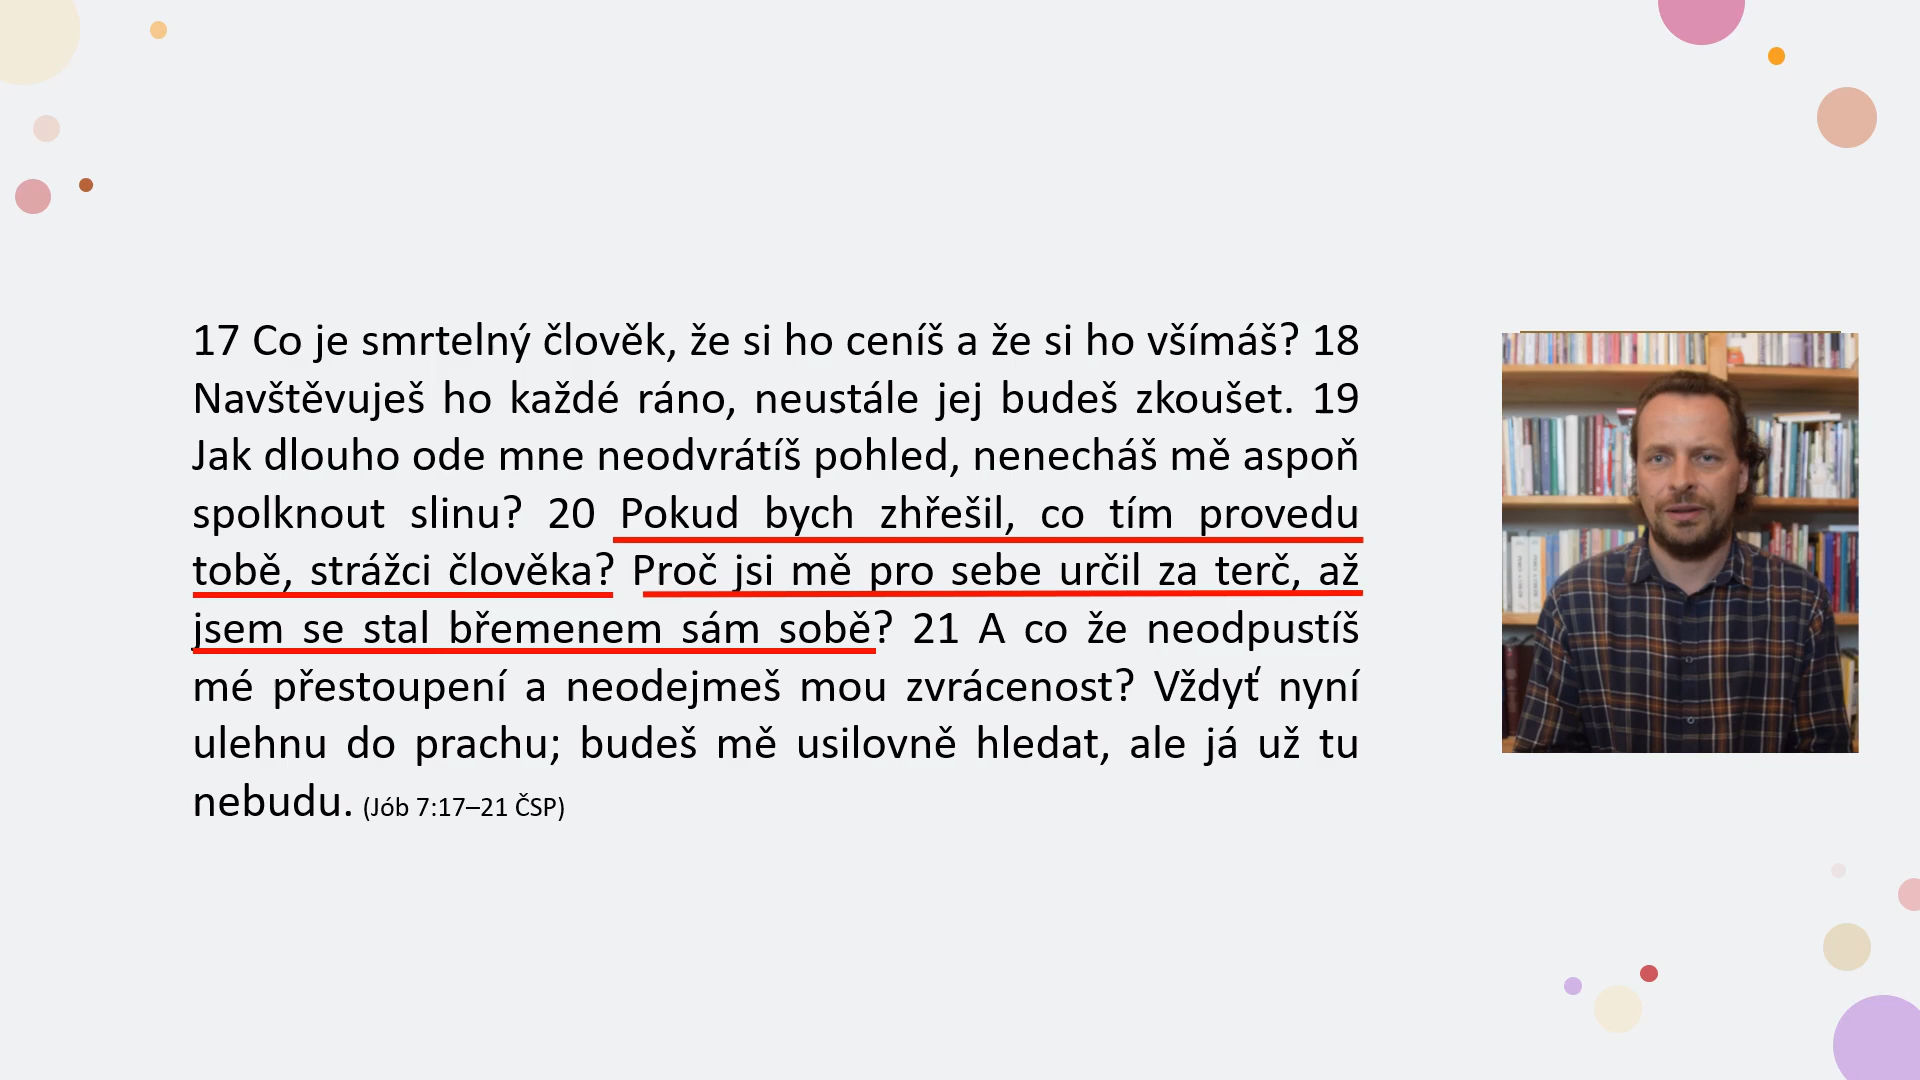 17 Co je smrtelný člověk, že si ho ceníš a že si ho všímáš? 18
Navštěvuješ ho každé ráno, neustále jej budeš zkoušet. 19
Jak dlouho ode mne neodvrátíš pohled, nenecháš mě aspoň
spolknout slinu? 20 Pokud bych zhřešil, co tím provedu
tobě, strážci člověka? Proč jsi mě pro sebe určil za terč, až
jsem se stal břemenem sám sobě? 21 A co že neodpustíš
mé přestoupení a neodejmeš mou zvrácenost? Vždyť nyní
ulehnu do prachu; budeš mě usilovně hledat, ale já už tu
nebudu. (Jób 7:17–21 ČSP)